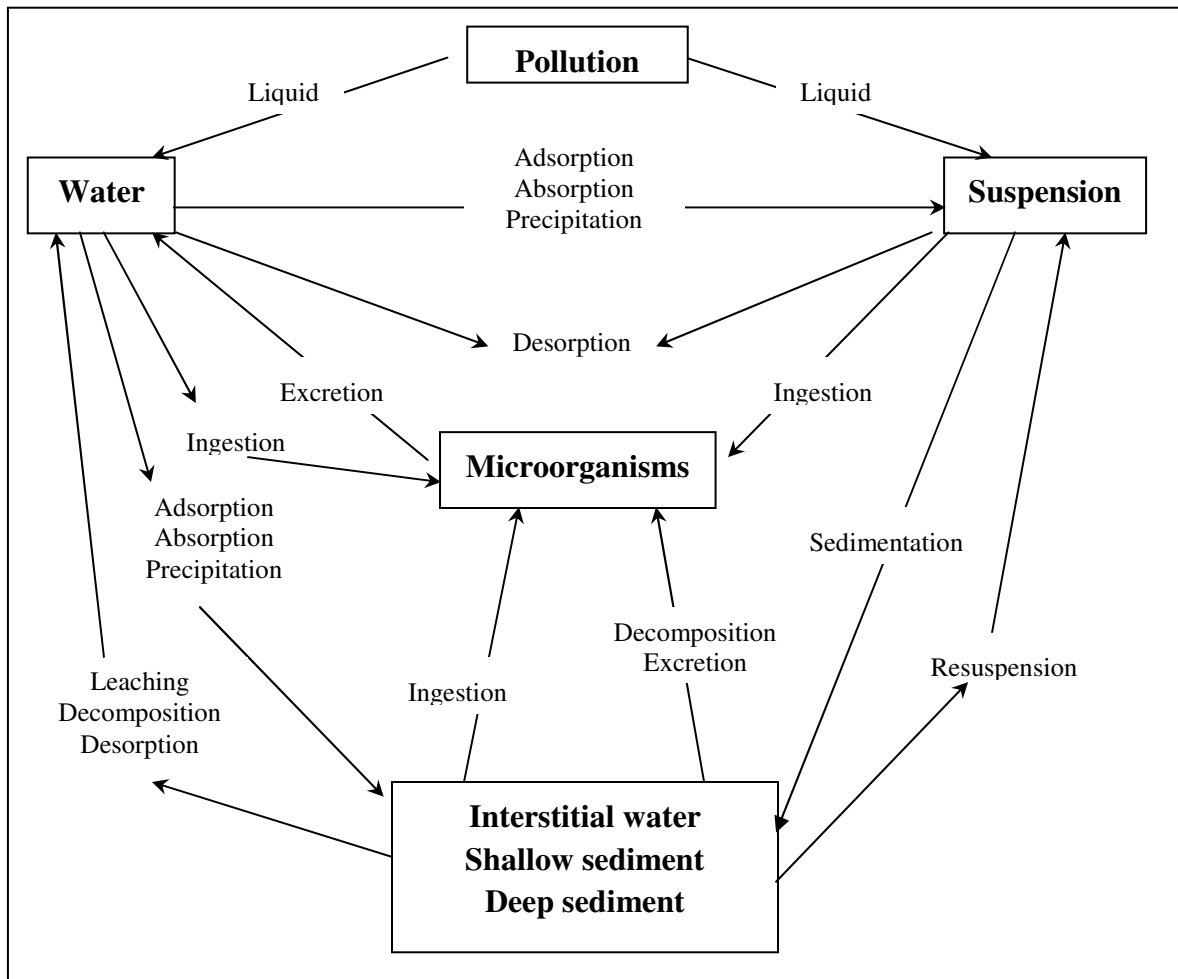 Pollution
Liquid
Liquid
Adsorption
Absorption
Precipitation
Water
Suspension
Desorption
Excretion
Ingestion
Ingestion
Microorganisms
Adsorption
Absorption
Precipitation
Sedimentation
Decomposition
Excretion
Resuspension
Leaching
Decomposition
Desorption
Ingestion
Interstitial water
Shallow sediment
Deep sediment